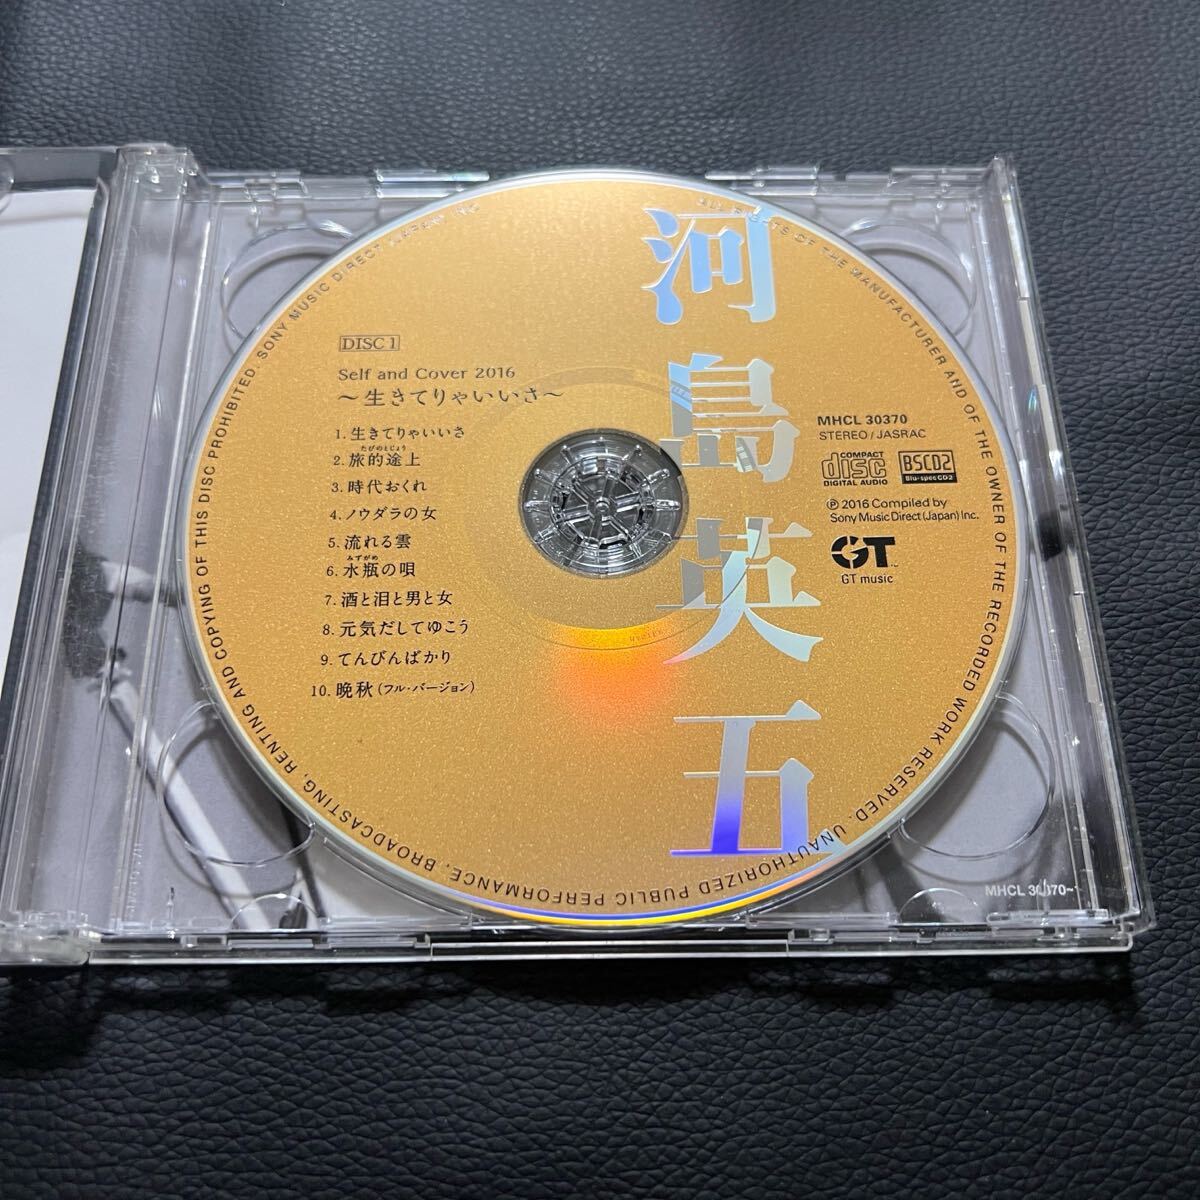 河島英五
DISC 1
Self and Cover 2016
～生きてりゃいいさ～
1. 生きてりゃいいさ
たびのとじょう
2. 旅的途上
3. 時代おくれ
4. ノウダラの女
5. 流れる雲
みずがめ
6. 水瓶の唄
7. 酒と泪と男と女
8. 元気だしてゆこう
9. てんびんばかり
10. 晩秋（フル・バージョン）
MHCL 30370
STEREO / JASRAC
COMPACT
disc
DIGITAL AUDIO
BSCD2
Blu-specCD2
℗ 2016 Compiled by
Sony Music Direct (Japan) Inc.
GT
GT music
ALL RIGHTS OF THE MANUFACTURER AND OF THE OWNER OF THE RECORDED WORK RESERVED. UNAUTHORIZED PUBLIC PERFORMANCE, BROADCASTING, RENTING AND COPYING OF THIS DISC PROHIBITED. SONY MUSIC DIRECT (JAPAN) INC.
MHCL 30370~